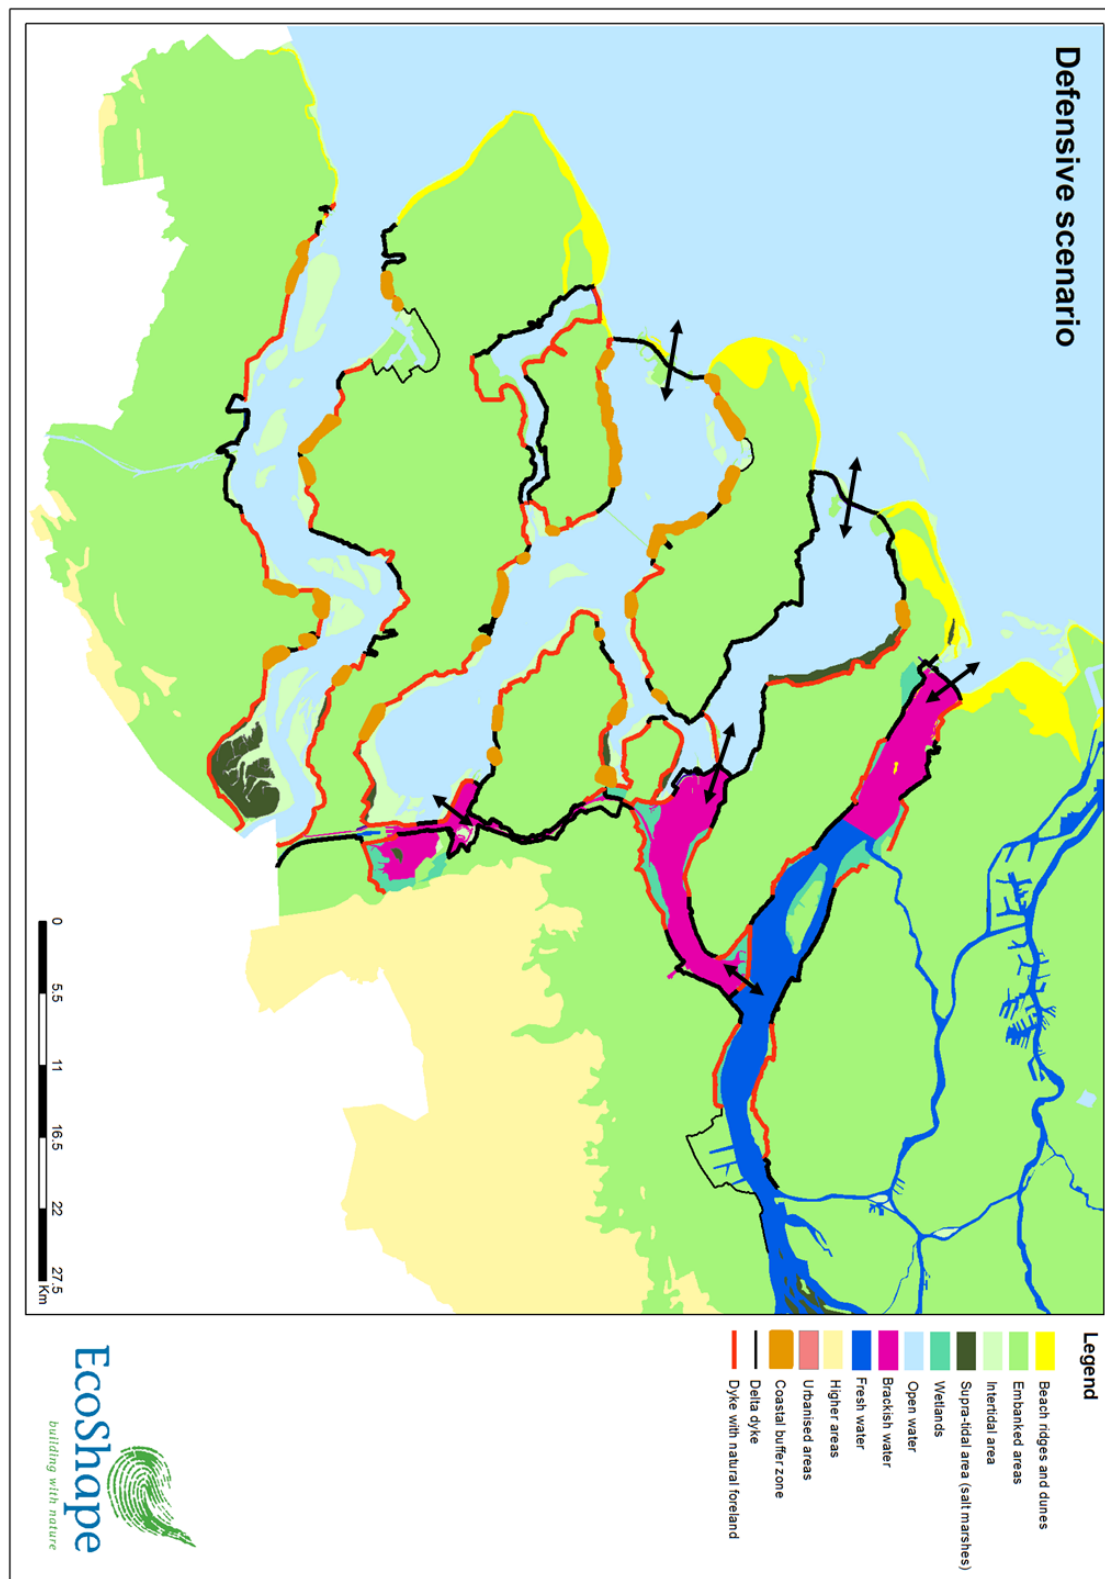 Defensive scenario
0
5.5
11
16.5
22
27.5
Km
Legend
Beach ridges and dunes
Embanked areas
Intertidal area
Supra-tidal area (salt marshes)
Wetlands
Open water
Brackish water
Fresh water
Higher areas
Urbanised areas
Coastal buffer zone
Delta dyke
Dyke with natural foreland
EcoShape
building with nature